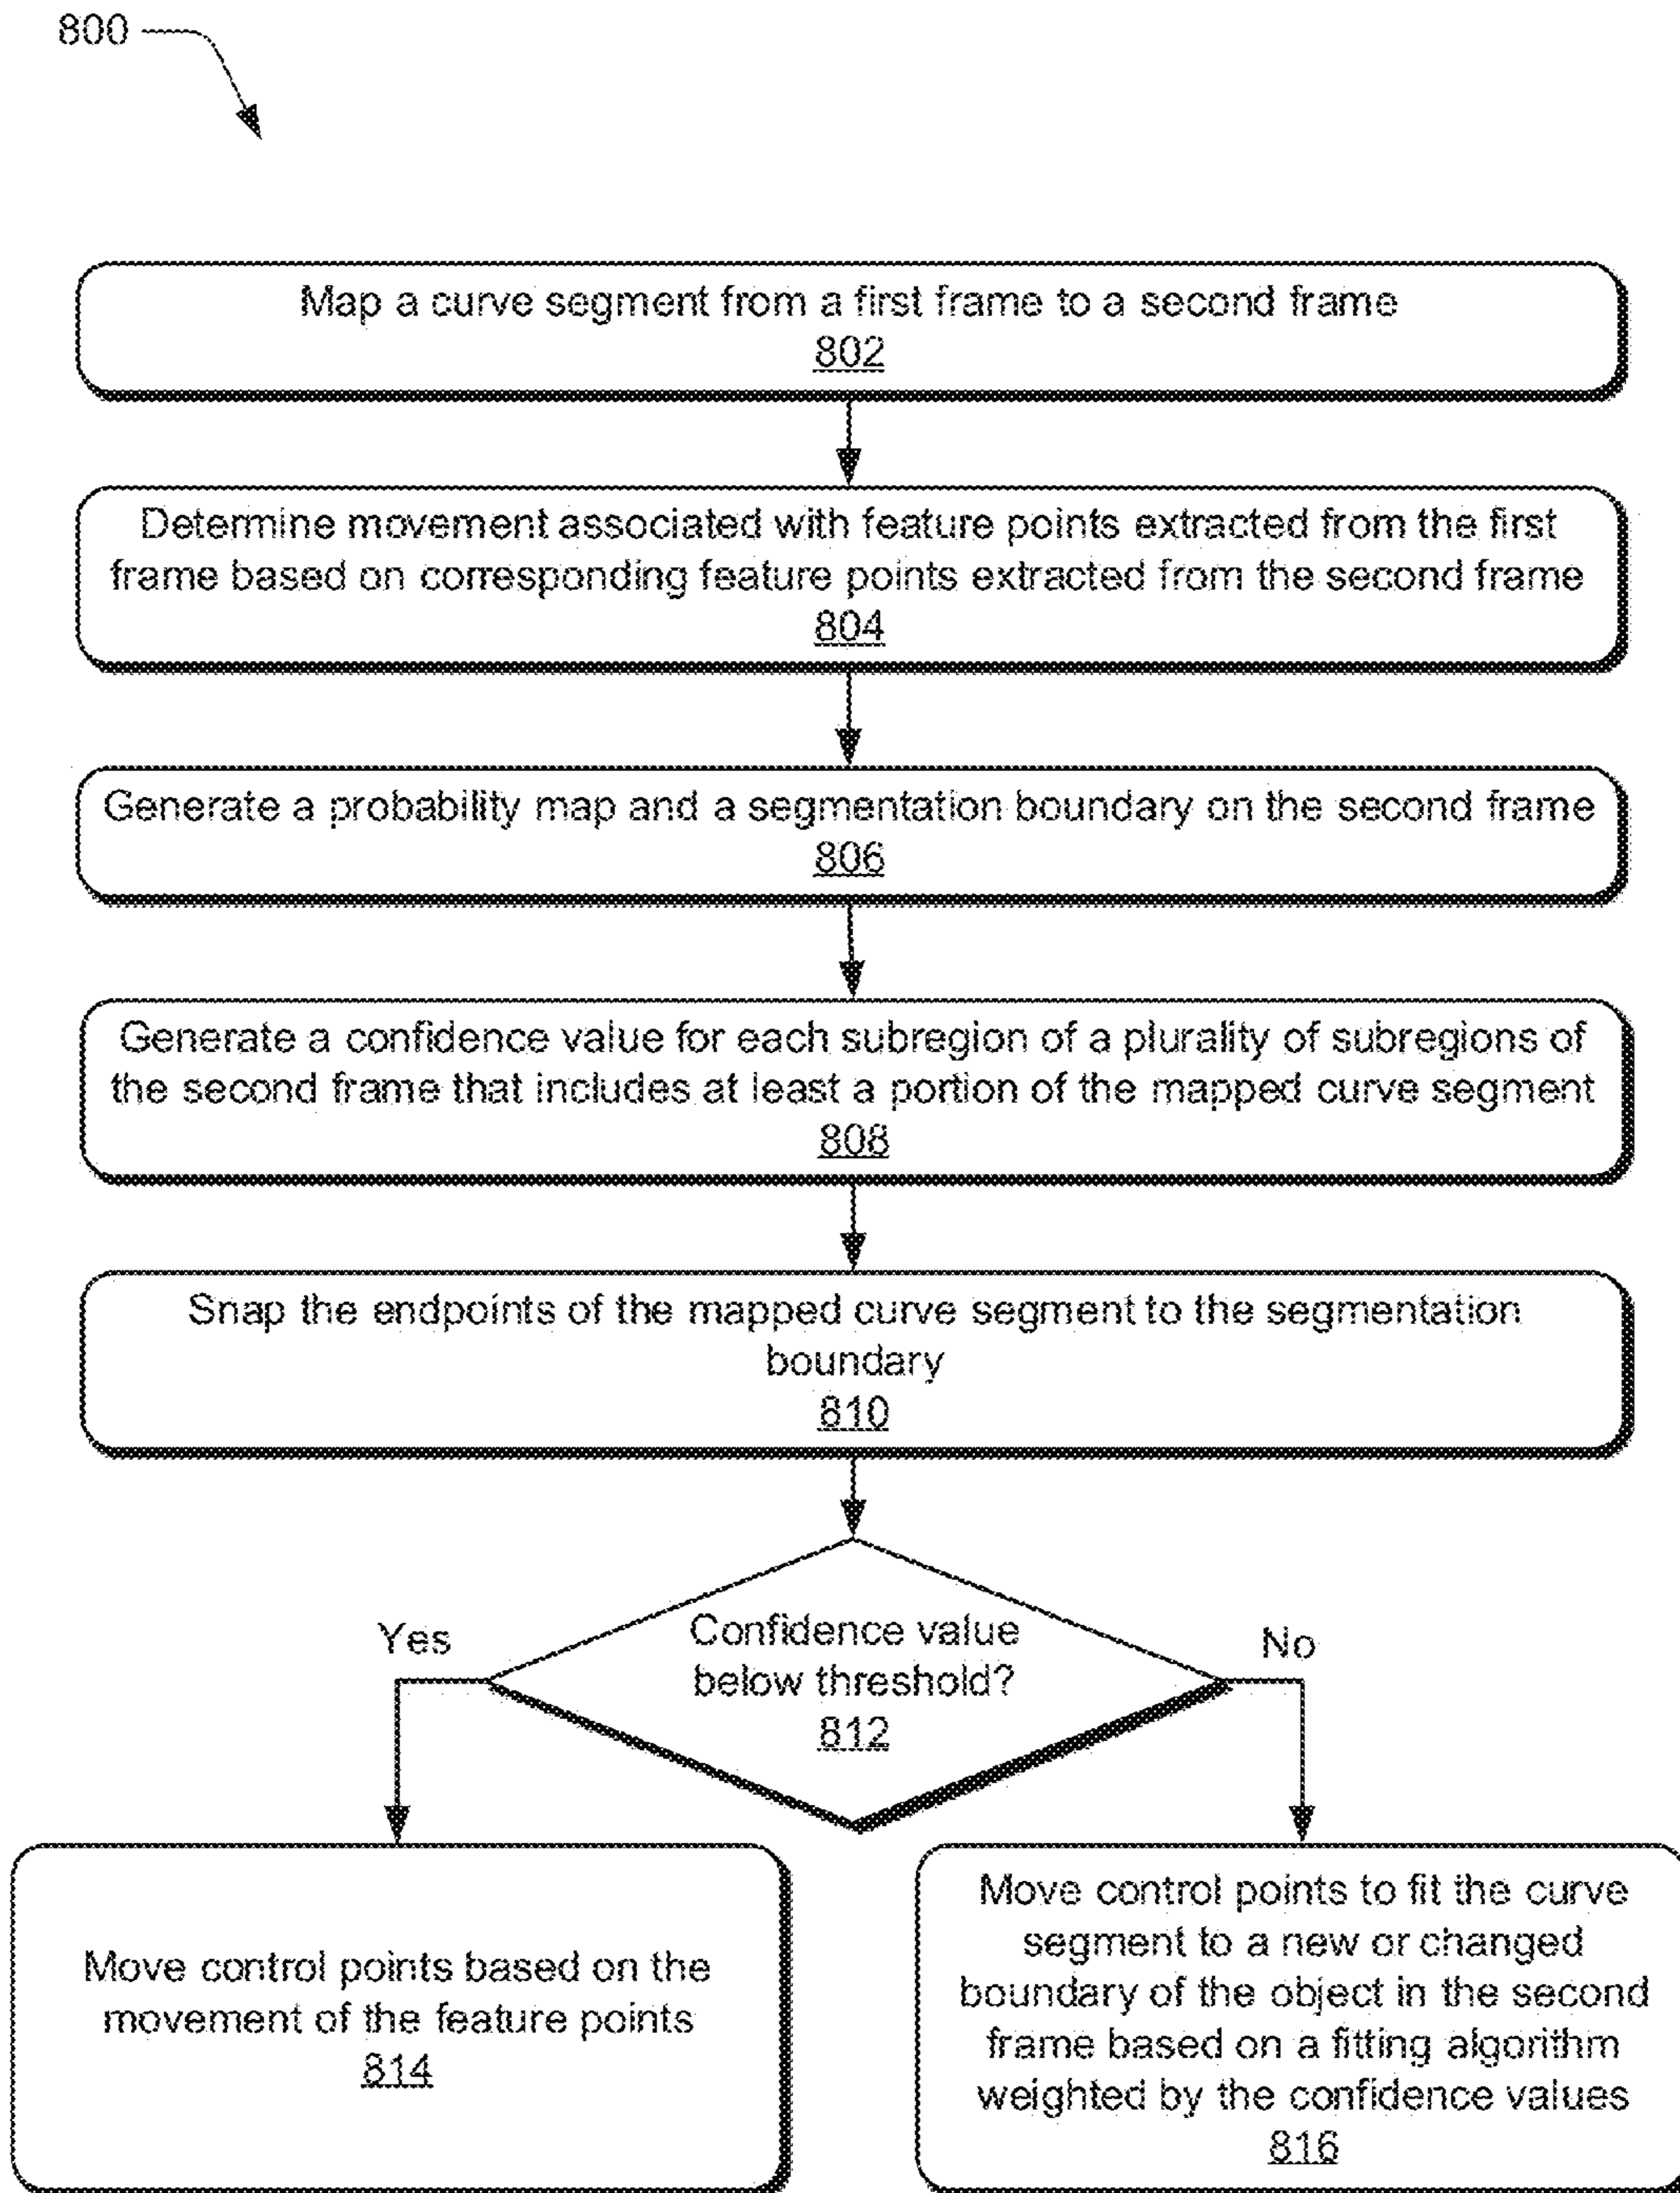 800
Map a curve segment from a first frame to a second frame
802
Determine movement associated with feature points extracted from the first
frame based on corresponding feature points extracted from the second frame
804
Generate a probability map and a segmentation boundary on the second frame
806
Generate a confidence value for each subregion of a plurality of subregions of
the second frame that includes at least a portion of the mapped curve segment
808
Snap the endpoints of the mapped curve segment to the segmentation
boundary
810
Confidence value
below threshold?
812
Yes
No
Move control points based on the
movement of the feature points
814
Move control points to fit the curve
segment to a new or changed
boundary of the object in the second
frame based on a fitting algorithm
weighted by the confidence values
816